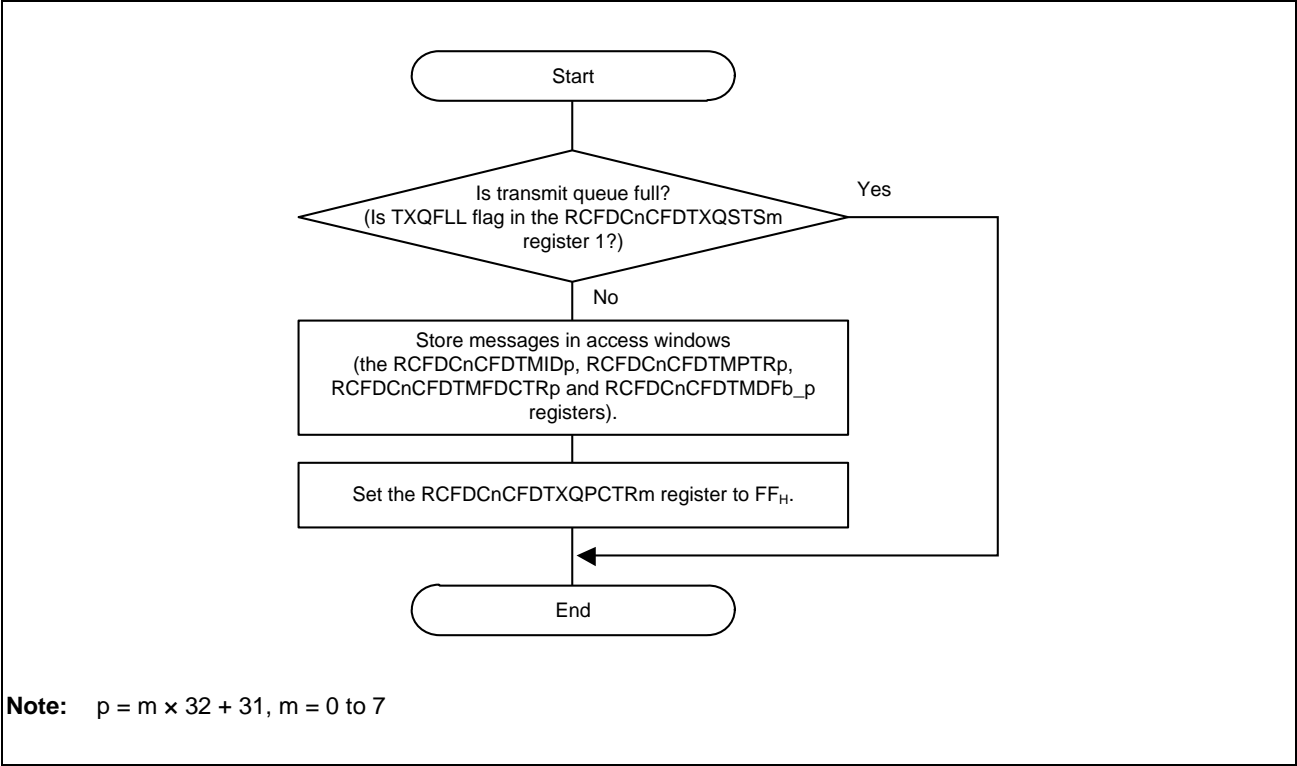 Start
Is transmit queue full?
(Is TXQFLL flag in the RCFDCnCFDTXQSTSm
register 1?)
Yes
No
Store messages in access windows
(the RCFDCnCFDTMIDp, RCFDCnCFDTMPTRp,
RCFDCnCFDTMFDCTRp and RCFDCnCFDTMDFb_p
registers).
Set the RCFDCnCFDTXQPCTRm register to FFH.
End
Note: p = m × 32 + 31, m = 0 to 7